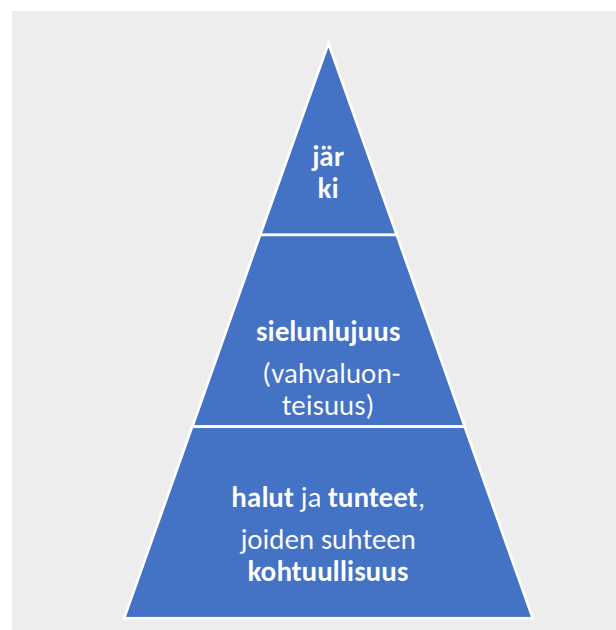 jär
ki
sielunlujuus
(vahvaluon-
teisuus)
halut ja tunteet,
joiden suhteen
kohtuullisuus